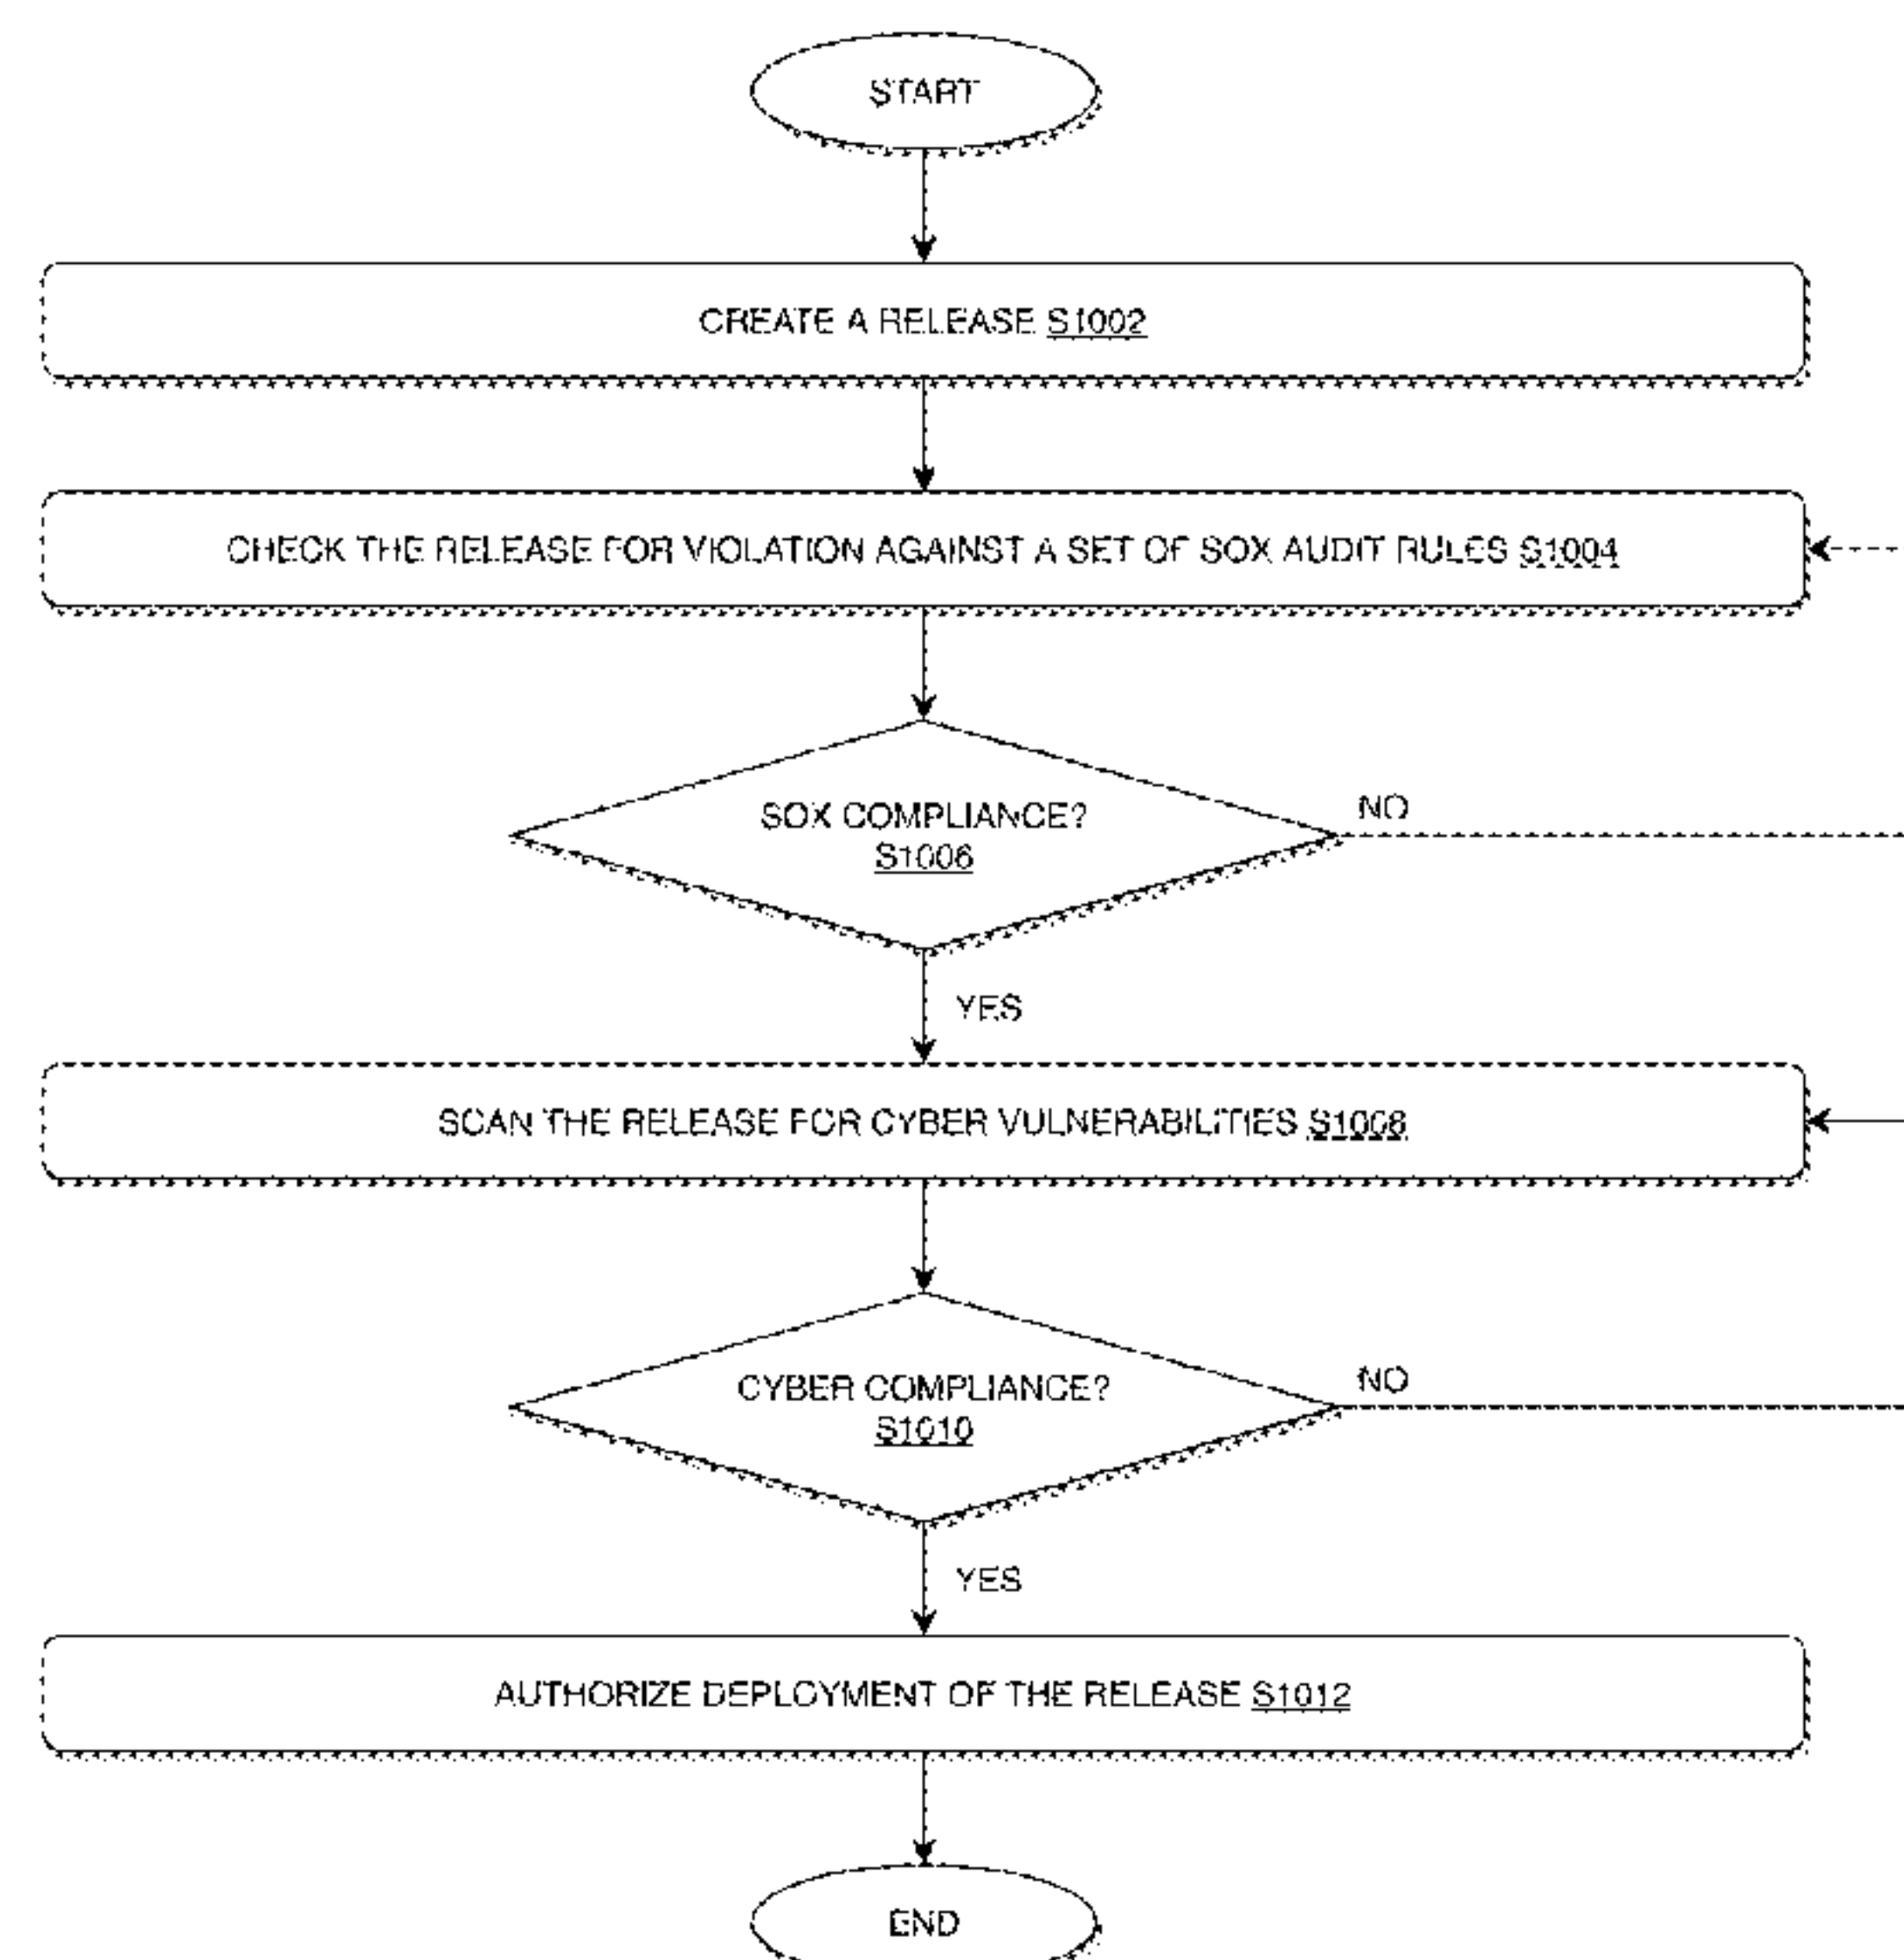 START
CREATE A RELEASE S1002
CHECK THE RELEASE FOR VIOLATION AGAINST A SET OF SOX AUDIT RULES S1004
SOX COMPLIANCE?
S1006
NO
YES
SCAN THE RELEASE FOR CYBER VULNERABILITIES S1008
CYBER COMPLIANCE?
S1010
NO
YES
AUTHORIZE DEPLOYMENT OF THE RELEASE S1012
END